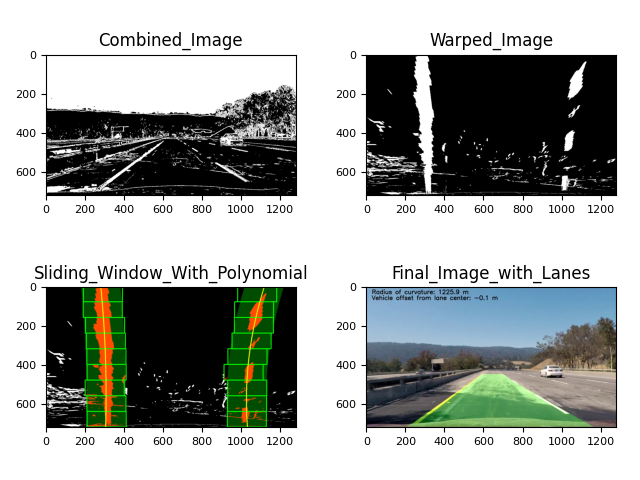 Combined_Image
0
200
400
600
0 200 400 600 800 1000 1200
Warped_Image
0
200
400
600
0 200 400 600 800 1000 1200
Sliding_Window_With_Polynomial
0
200
400
600
0 200 400 600 800 1000 1200
Final_Image_with_Lanes
Radius of curvature: 1225.9 m
Vehicle offset from lane center: -0.1 m
0
200
400
600
0 200 400 600 800 1000 1200